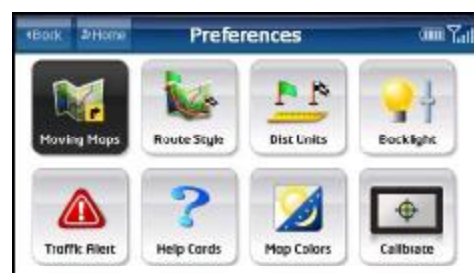 Back Home Preferences
Moving Maps Route Style Dist Units Backlight
Traffic Alert Help Cards Map Colors Calibrate